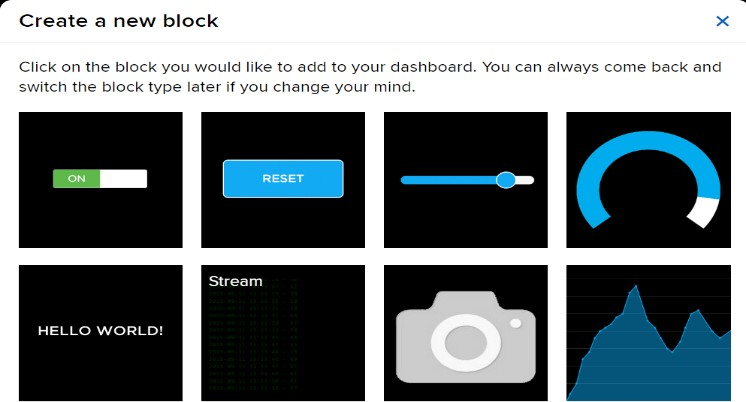 Create a new block
Click on the block you would like to add to your dashboard. You can always come back and
switch the block type later if you change your mind.
ON
RESET
HELLO WORLD!
Stream